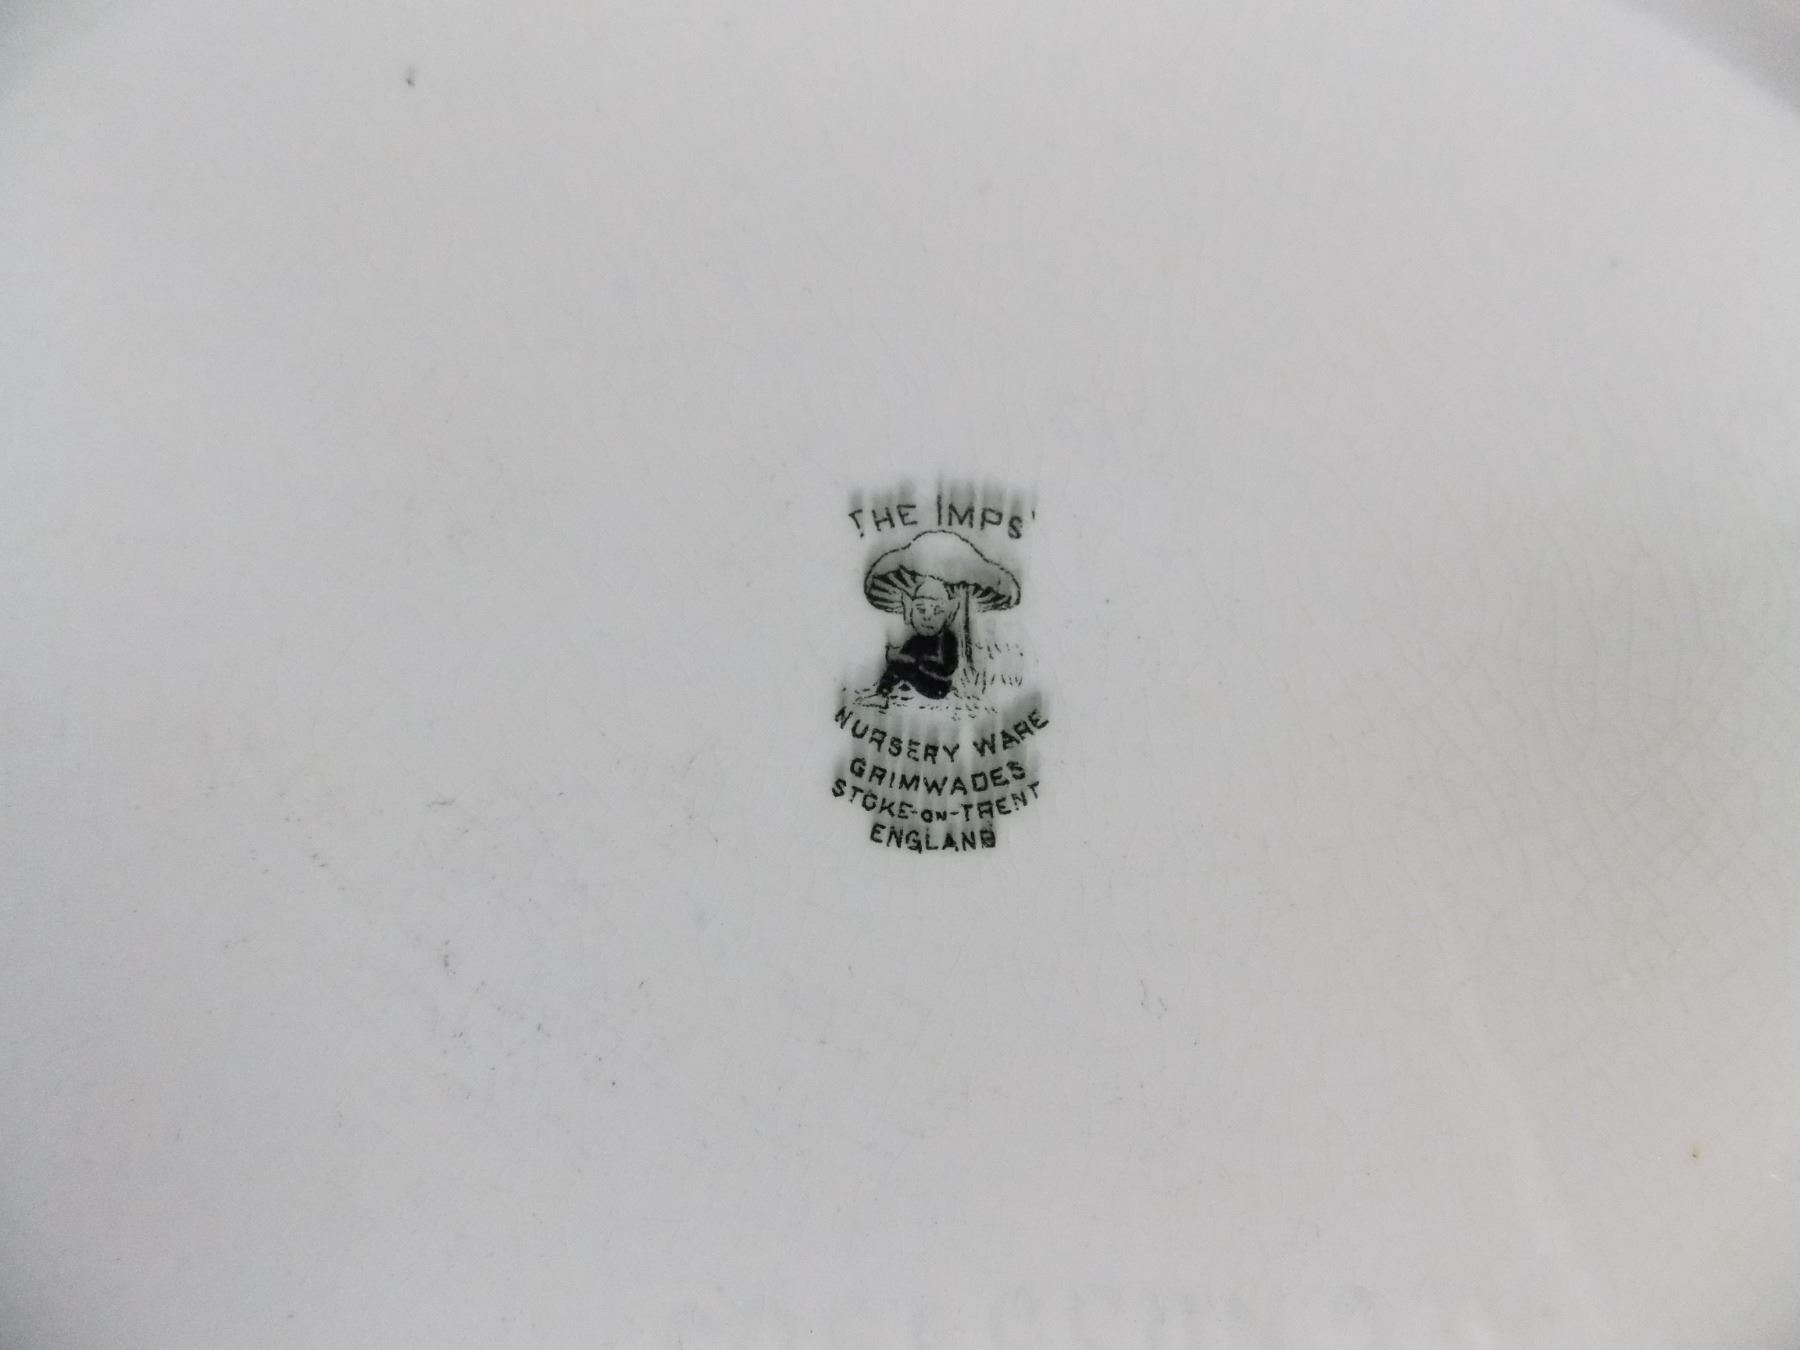 THE IMPS'
NURSERY WARE
GRIMWADES
STOKE-ON-TRENT
ENGLAND